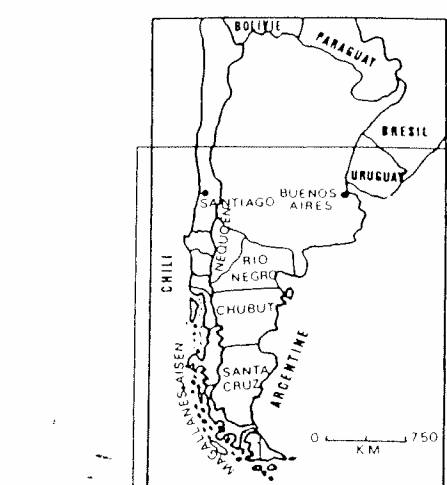 BOLIVIE
PARAGUAY
BRESIL
URUGUAY
SANTIAGO
BUENOS
AIRES
NEQUQEN
CHILI
RIO
NEGRO
CHUBUT
ARGENTINE
SANTA
CRUZ
MAGALLANES-AISEN
0 750
KM